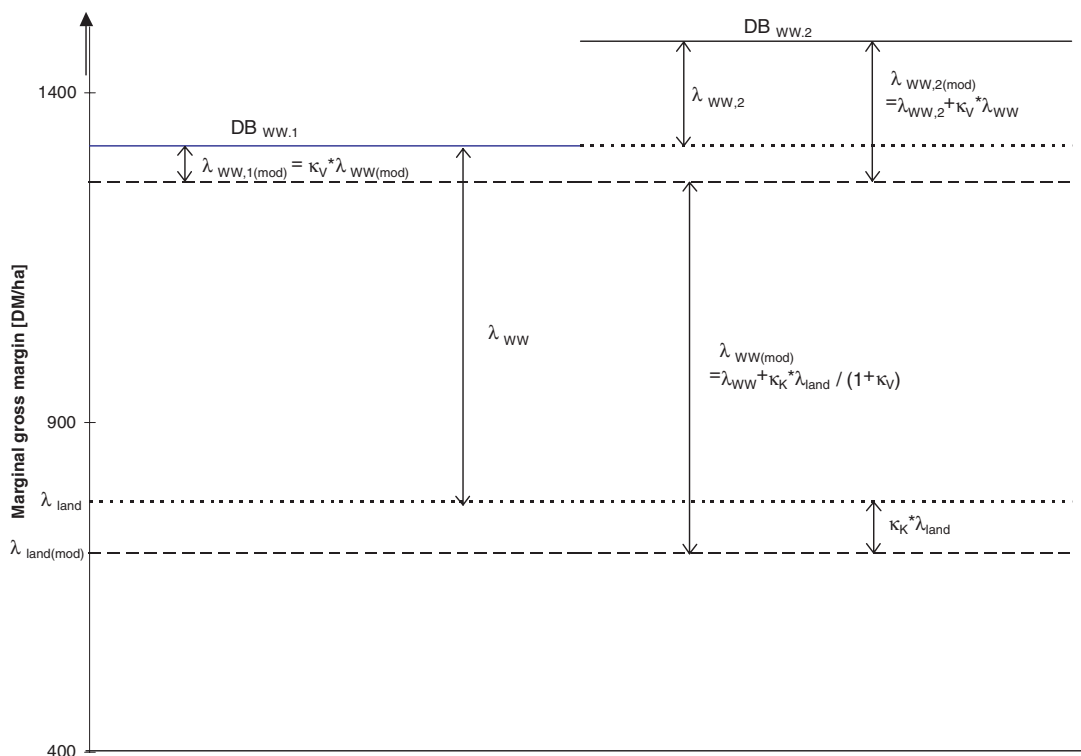 DB WW.2
1400
λ WW,2
λ WW,2(mod)
=λWW,2+κV*λWW
DB WW.1
λ WW,1(mod) = κV*λ WW(mod)
Marginal gross margin [DM/ha]
λ WW
λ WW(mod)
=λWW+κK*λland / (1+κV)
900
λ land
κK*λland
λ land(mod)
400